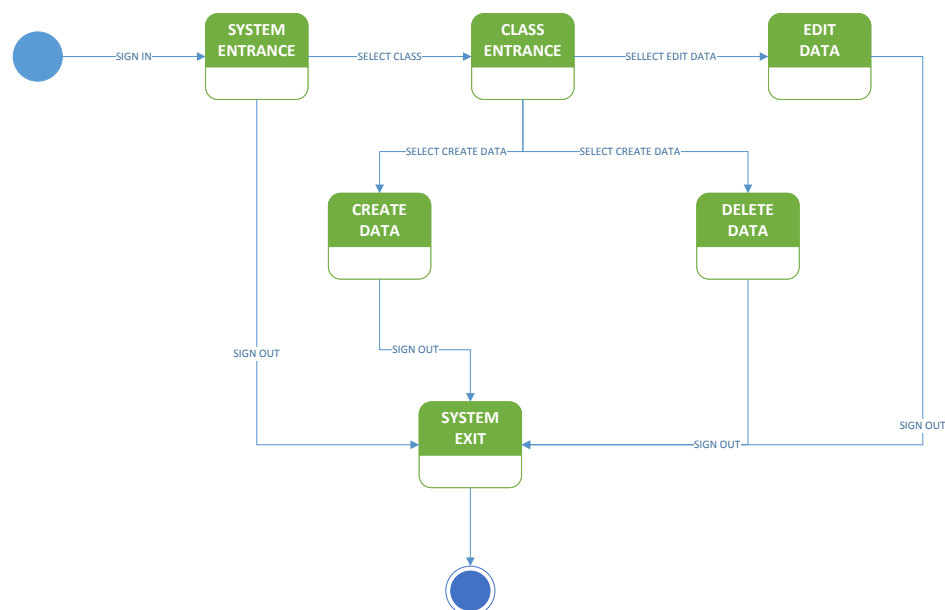 SYSTEM
ENTRANCE
CLASS
ENTRANCE
EDIT
DATA
SIGN IN
SELECT CLASS
SELLECT EDIT DATA
SELECT CREATE DATA
SELECT CREATE DATA
CREATE
DATA
DELETE
DATA
SIGN OUT
SIGN OUT
SYSTEM
EXIT
SIGN OUT
SIGN OUT